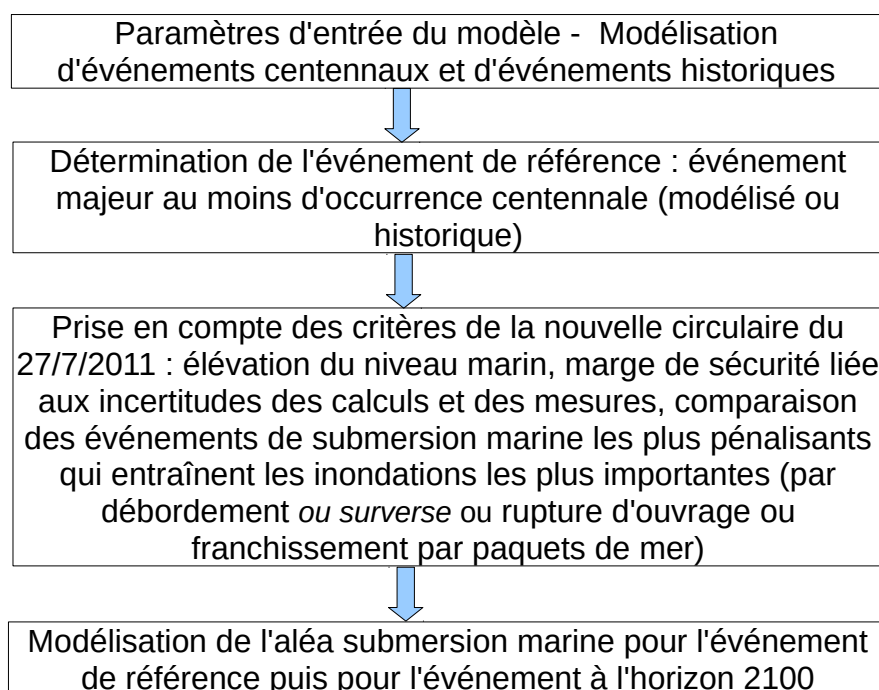 Paramètres d'entrée du modèle -  Modélisation
d'événements centennaux et d'événements historiques
Détermination de l'événement de référence : événement
majeur au moins d'occurrence centennale (modélisé ou
historique)
Prise en compte des critères de la nouvelle circulaire du
27/7/2011 : élévation du niveau marin, marge de sécurité liée
aux incertitudes des calculs et des mesures, comparaison
des événements de submersion marine les plus pénalisants
qui entraînent les inondations les plus importantes (par
débordement ou surverse ou rupture d'ouvrage ou
franchissement par paquets de mer)
Modélisation de l'aléa submersion marine pour l'événement
de référence puis pour l'événement à l'horizon 2100